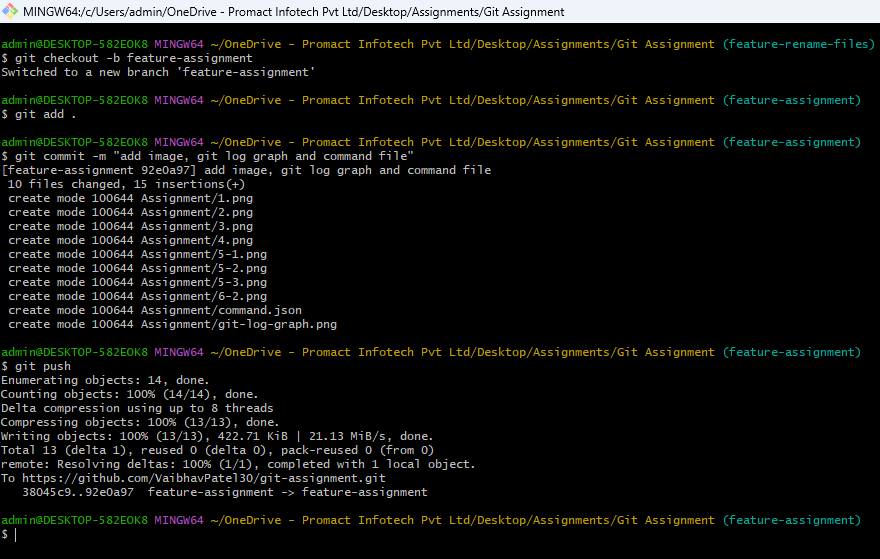 MINGW64:/c/Users/admin/OneDrive - Promact Infotech Pvt Ltd/Desktop/Assignments/Git Assignment
admin@DESKTOP-582EOK8 MINGW64 ~/OneDrive - Promact Infotech Pvt Ltd/Desktop/Assignments/Git Assignment (feature-rename-files)
$ git checkout -b feature-assignment
Switched to a new branch 'feature-assignment'
admin@DESKTOP-582EOK8 MINGW64 ~/OneDrive - Promact Infotech Pvt Ltd/Desktop/Assignments/Git Assignment (feature-assignment)
$ git add .
admin@DESKTOP-582EOK8 MINGW64 ~/OneDrive - Promact Infotech Pvt Ltd/Desktop/Assignments/Git Assignment (feature-assignment)
$ git commit -m "add image, git log graph and command file"
[feature-assignment 92e0a97] add image, git log graph and command file
 10 files changed, 15 insertions(+)
 create mode 100644 Assignment/1.png
 create mode 100644 Assignment/2.png
 create mode 100644 Assignment/3.png
 create mode 100644 Assignment/4.png
 create mode 100644 Assignment/5-1.png
 create mode 100644 Assignment/5-2.png
 create mode 100644 Assignment/5-3.png
 create mode 100644 Assignment/6-2.png
 create mode 100644 Assignment/command.json
 create mode 100644 Assignment/git-log-graph.png
admin@DESKTOP-582EOK8 MINGW64 ~/OneDrive - Promact Infotech Pvt Ltd/Desktop/Assignments/Git Assignment (feature-assignment)
$ git push
Enumerating objects: 14, done.
Counting objects: 100% (14/14), done.
Delta compression using up to 8 threads
Compressing objects: 100% (13/13), done.
Writing objects: 100% (13/13), 422.71 KiB | 21.13 MiB/s, done.
Total 13 (delta 1), reused 0 (delta 0), pack-reused 0 (from 0)
remote: Resolving deltas: 100% (1/1), completed with 1 local object.
To https://github.com/VaibhavPatel30/git-assignment.git
   38045c9..92e0a97  feature-assignment -> feature-assignment
admin@DESKTOP-582EOK8 MINGW64 ~/OneDrive - Promact Infotech Pvt Ltd/Desktop/Assignments/Git Assignment (feature-assignment)
$